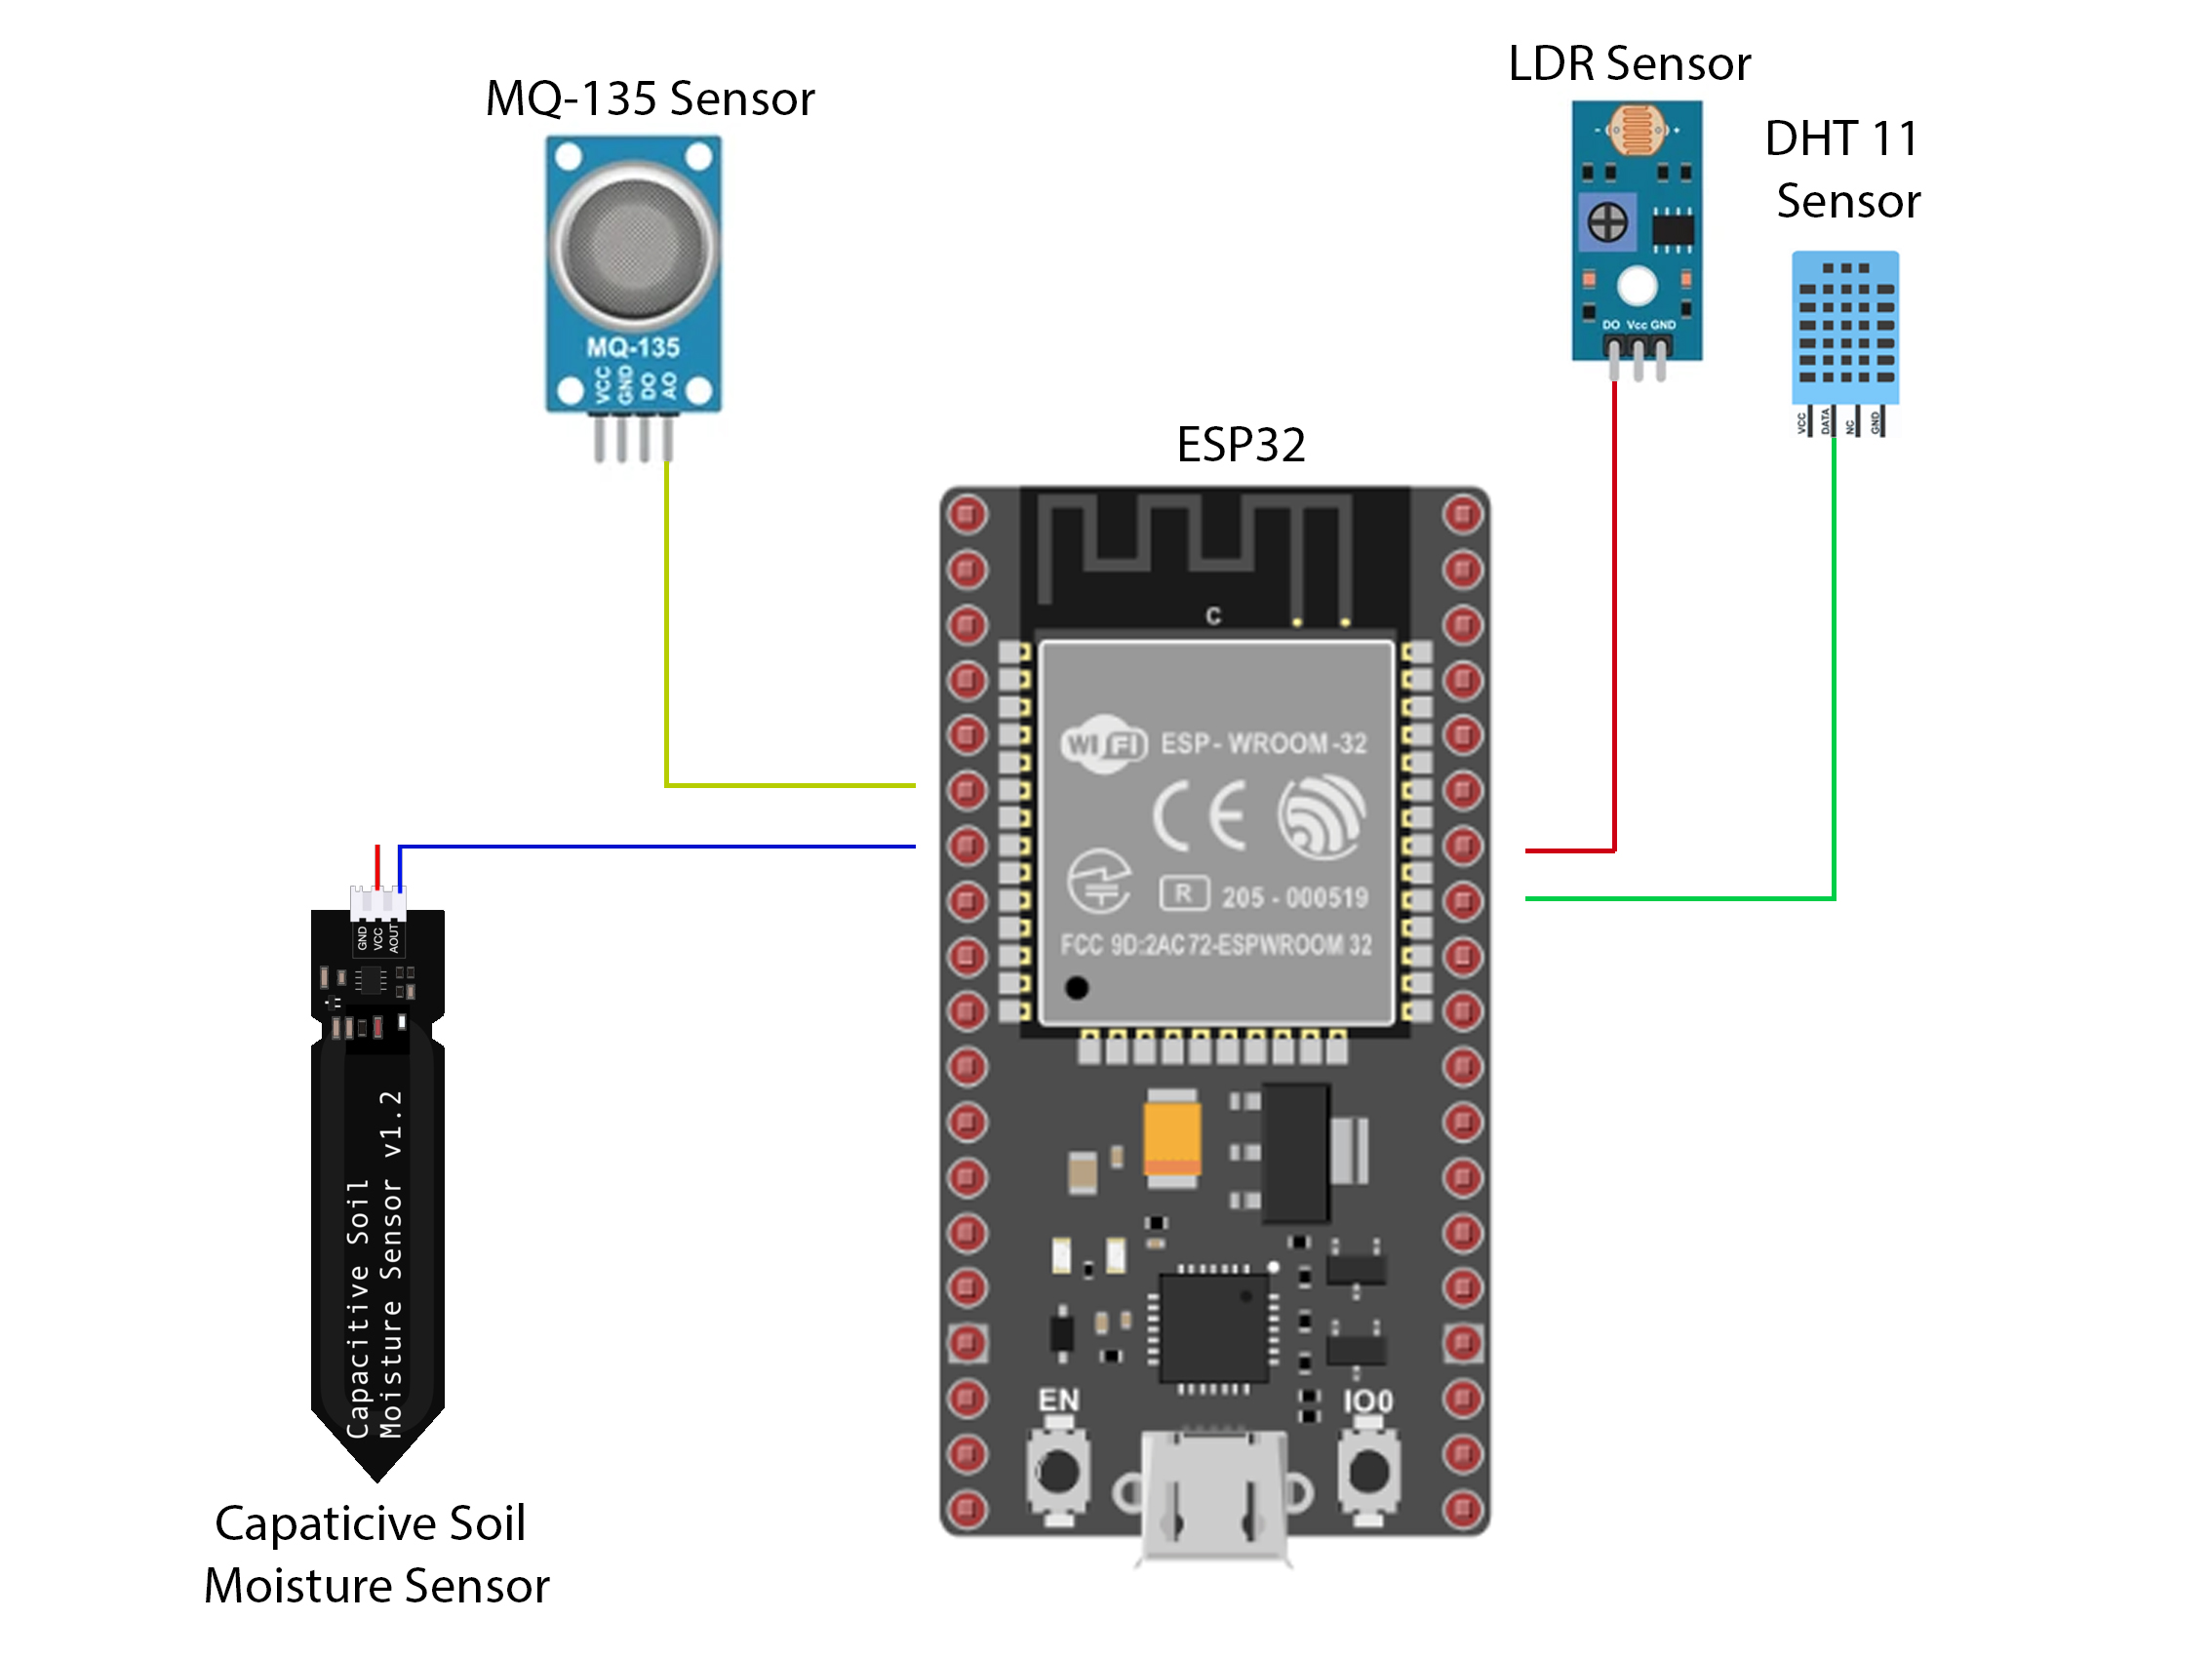 LDR Sensor
MQ-135 Sensor
DHT 11
Sensor
- +
DO Vcc GND
MQ-135
VCC GND DO AO
VCC DATA NC GND
ESP32
C
WiFi ESP - WROOM -32
CE
R 205 - 000519
FCC 9D:2AC72-ESPWROOM 32
GND VCC AOUT
Capacitive Soil
Moisture Sensor v1.2
EN
IO0
Capaticive Soil
Moisture Sensor